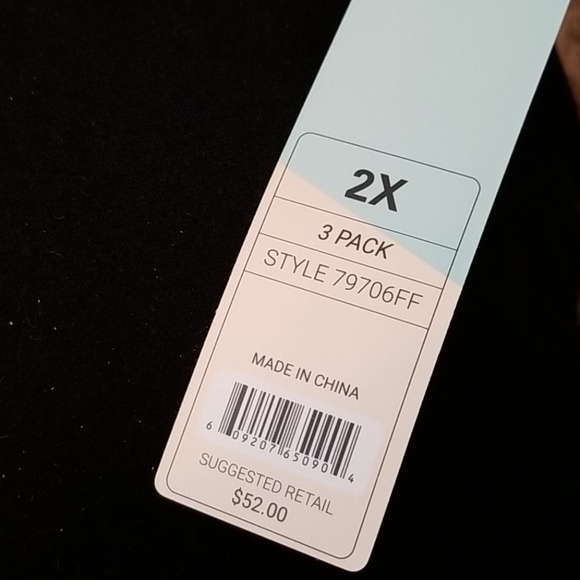 2X
3 PACK
STYLE 79706FF
MADE IN CHINA
6 09207 65090 4
SUGGESTED RETAIL
$52.00